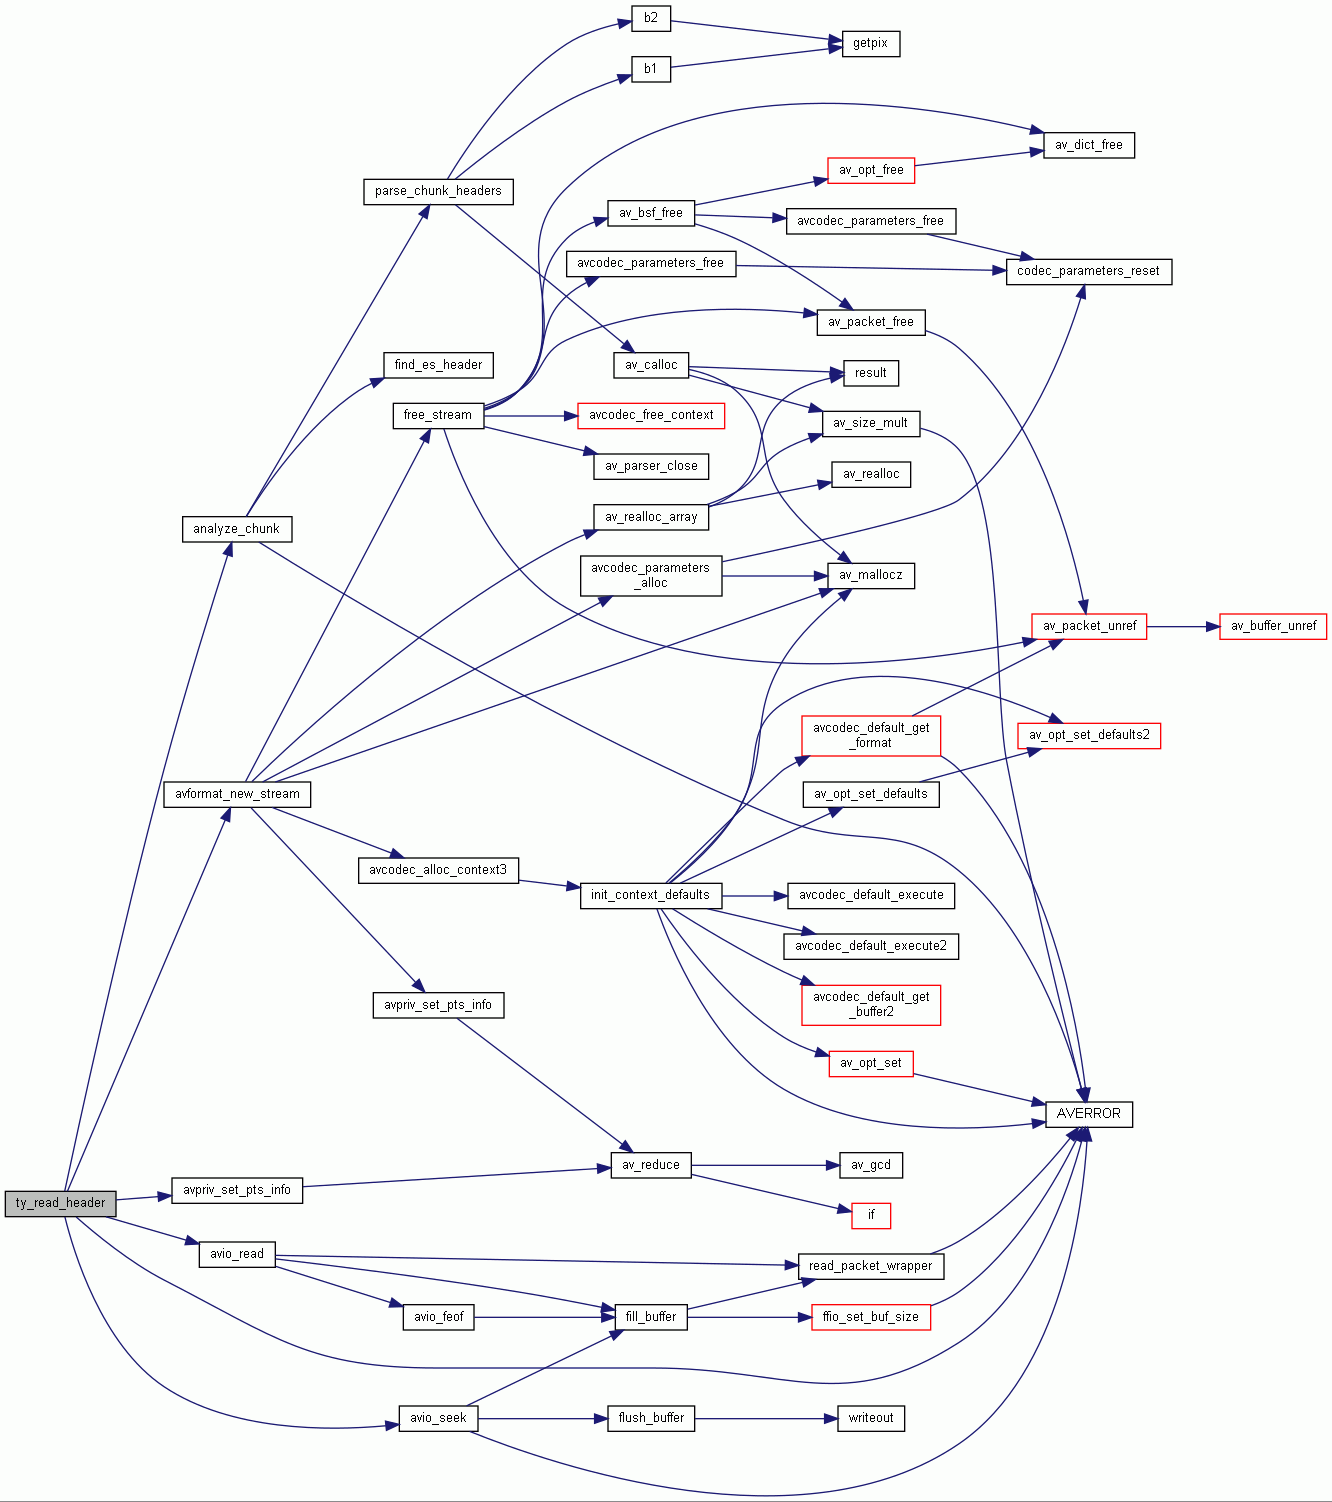 b2
getpix
b1
av_dict_free
av_opt_free
parse_chunk_headers
av_bsf_free
avcodec_parameters_free
avcodec_parameters_free
codec_parameters_reset
av_packet_free
find_es_header
av_calloc
result
free_stream
avcodec_free_context
av_size_mult
av_parser_close
av_realloc
analyze_chunk
av_realloc_array
avcodec_parameters
_alloc
av_mallocz
av_packet_unref
av_buffer_unref
avcodec_default_get
_format
av_opt_set_defaults2
avformat_new_stream
av_opt_set_defaults
avcodec_alloc_context3
init_context_defaults
avcodec_default_execute
avcodec_default_execute2
avpriv_set_pts_info
avcodec_default_get
_buffer2
av_opt_set
AVERROR
av_reduce
av_gcd
ty_read_header
avpriv_set_pts_info
if
avio_read
read_packet_wrapper
avio_feof
fill_buffer
ffio_set_buf_size
avio_seek
flush_buffer
writeout